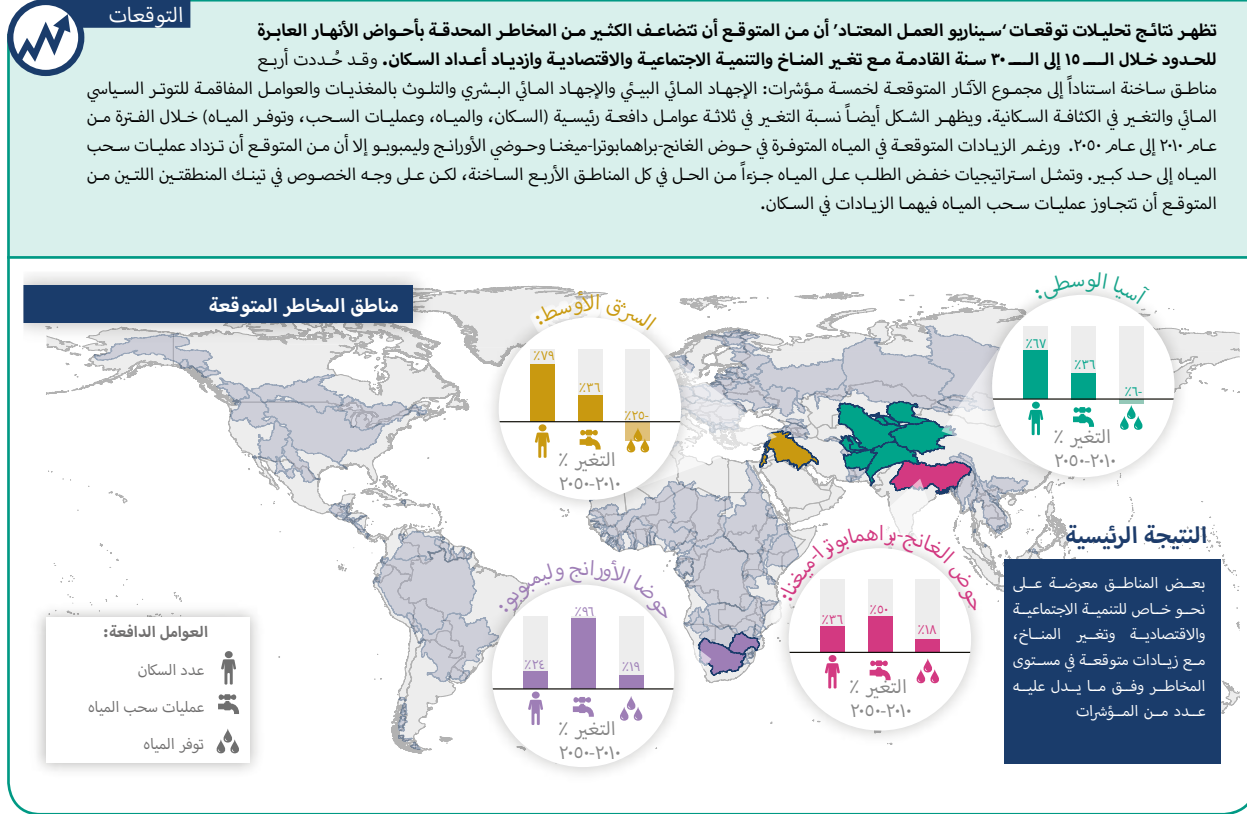 التوقعات
تظهر نتائج تحليلات توقعات ‘سيناريو العمل المعتاد’ أن من المتوقع أن تتضاعف الكثير من المخاطر المحدقة بأحواض الأنهار العابرة
للحدود خلال الــ ١٥ إلى الــ ٣٠ سنة القادمة مع تغير المناخ والتنمية الاجتماعية والاقتصادية وازدياد أعداد السكان. وقد حُددت أربع
مناطق ساخنة استناداً إلى مجموع الآثار المتوقعة لخمسة مؤشرات: الإجهاد المائي البيئي والإجهاد المائي البشري والتلوث بالمغذيات والعوامل المفاقمة للتوتر السياسي
المائي والتغير في الكثافة السكانية. ويظهر الشكل أيضاً نسبة التغير في ثلاثة عوامل دافعة رئيسية (السكان، والمياه، وعمليات السحب، وتوفر المياه) خلال الفترة من
عام ٢٠١٠ إلى عام ٢٠٥٠. ورغم الزيادات المتوقعة في المياه المتوفرة في حوض الغانج-براهمابوترا-ميغنا وحوضي الأورانج وليمبوبو إلا أن من المتوقع أن تزداد عمليات سحب
المياه إلى حد كبير. وتمثل استراتيجيات خفض الطلب على المياه جزءاً من الحل في كل المناطق الأربع الساخنة، لكن على وجه الخصوص في تينك المنطقتين اللتين من
المتوقع أن تتجاوز عمليات سحب المياه فيهما الزيادات في السكان.
مناطق المخاطر المتوقعة
آسيا الوسطى:
٪٦٧
٪٣٦
٪٦-
التغير ٪
٢٠١٠-٢٠٥٠
السرثق الأوسط:
٪٧٩
٪٣٦
٪٢٥-
التغير ٪
٢٠١٠-٢٠٥٠
حوض الغانج-براهمابوترا-ميغنا:
٪٣٦
٪٥٠
٪١٨
التغير ٪
٢٠١٠-٢٠٥٠
حوضا الأورانج وليمبوبو:
٪٢٤
٪٩٦
٪١٩
التغير ٪
٢٠١٠-٢٠٥٠
النتيجة الرئيسية
بعض المناطق معرضة على
نحو خاص للتنمية الاجتماعية
والاقتصادية وتغير المناخ،
مع زيادات متوقعة في مستوى
المخاطر وفق ما يدل عليه
عدد من المؤشرات
العوامل الدافعة:
عدد السكان
عمليات سحب المياه
توفر المياه